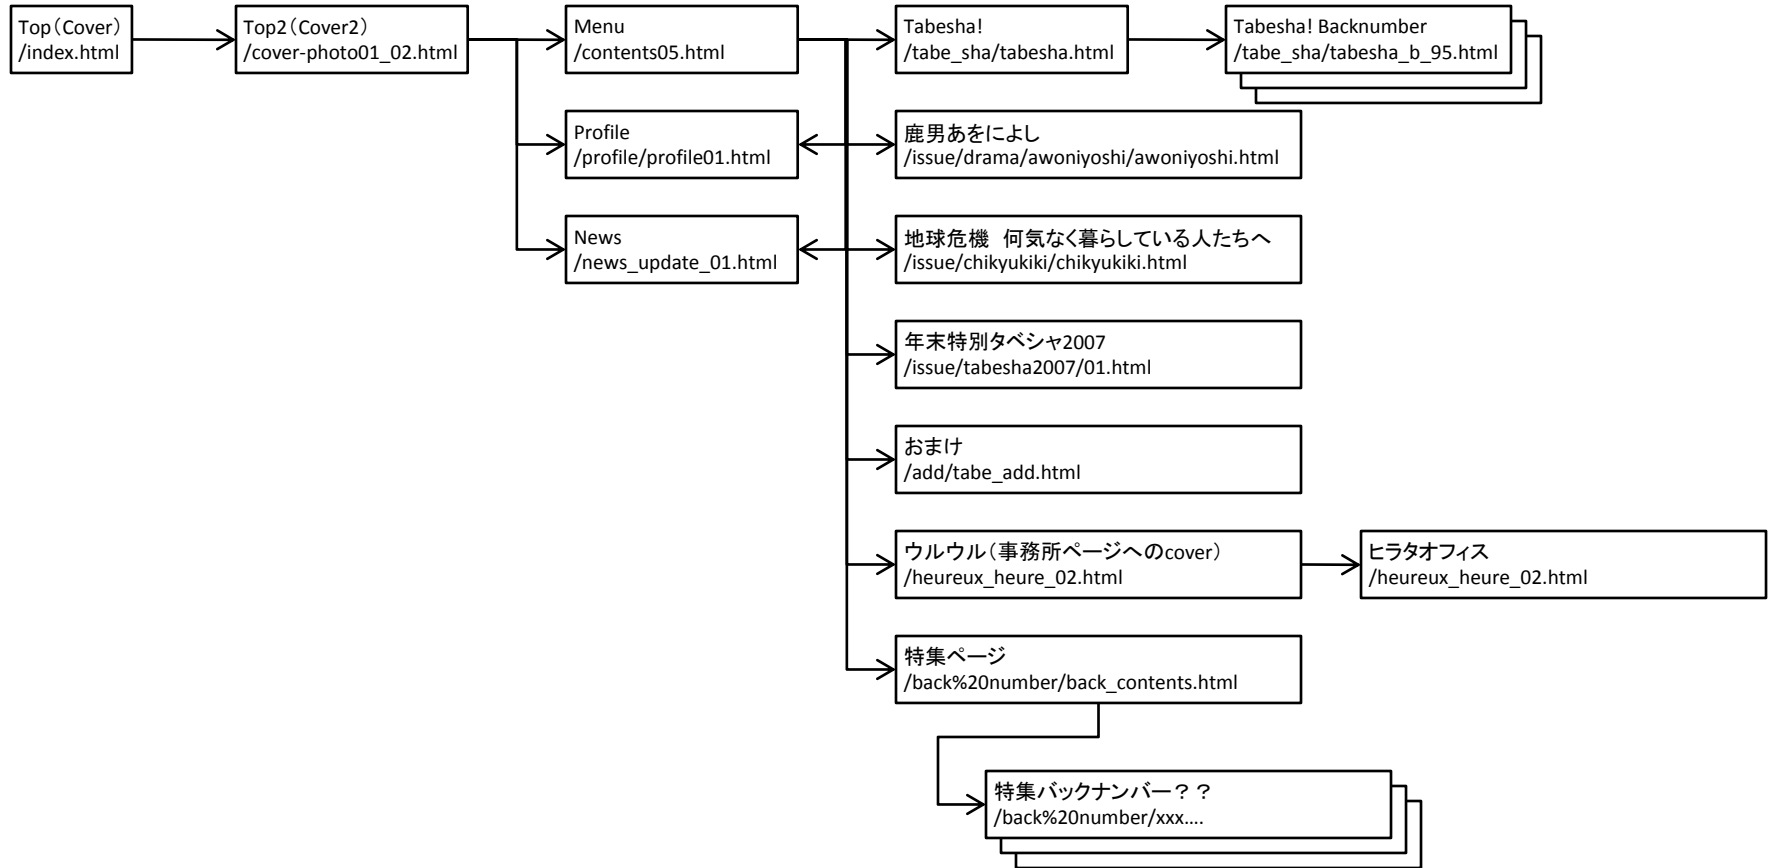 Top（Cover）
/index.html
Top2（Cover2）
/cover-photo01_02.html
Menu
/contents05.html
Tabesha!
/tabe_sha/tabesha.html
Tabesha! Backnumber
/tabe_sha/tabesha_b_95.html
Profile
/profile/profile01.html
鹿男あをによし
/issue/drama/awoniyoshi/awoniyoshi.html
News
/news_update_01.html
地球危機　何気なく暮らしている人たちへ
/issue/chikyukiki/chikyukiki.html
年末特別タベシャ2007
/issue/tabesha2007/01.html
おまけ
/add/tabe_add.html
ウルウル（事務所ページへのcover）
/heureux_heure_02.html
ヒラタオフィス
/heureux_heure_02.html
特集ページ
/back%20number/back_contents.html
特集バックナンバー？？
/back%20number/xxx....